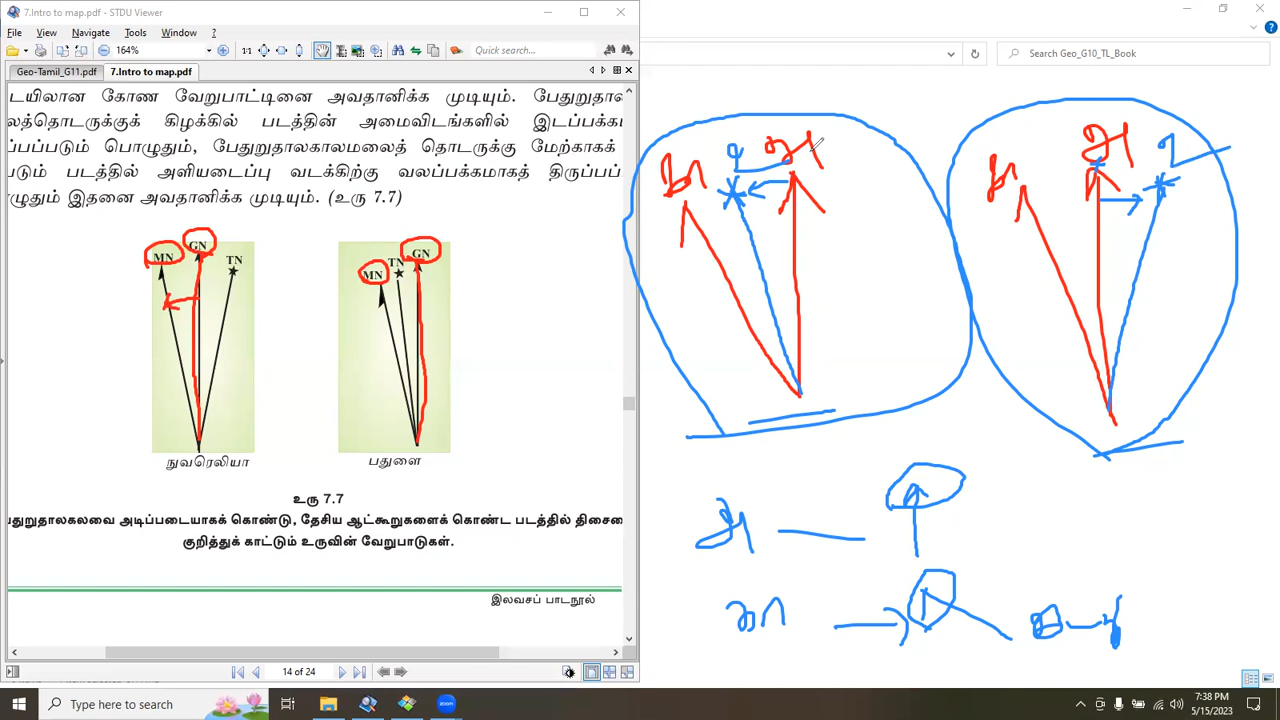 7.Intro to map.pdf - STDU Viewer
File View Navigate Tools Window ?
164% 1:1 Quick search...
Search Geo_G10_TL_Book
Geo-Tamil_G11.pdf 7.Intro to map.pdf
டயிலான கோண வேறுபாட்டினை அவதானிக்க முடியும். பேதுறுதா
லத்தொடருக்குக் கிழக்கில் படத்தின் அமைவிடங்களில் இடப்பக்க
ப்பப்படும் பொழுதும், பேதுறுதாலகாலமலைத் தொடருக்கு மேற்காகக்
படும் படத்தில் அளியடைப்பு வடக்கிற்கு வலப்பக்கமாகத் திருப்பப்
ழுதும் இதனை அவதானிக்க முடியும். (உரு 7.7)
MN GN TN
MN TN GN
அ
கா
நுவரெலியா பதுளை
உரு 7.7
பதுறுதாலகலவை அடிப்படையாகக் கொண்டு, தேசிய ஆட்கூறுகளைக் கொண்ட படத்தில் திசை
குறித்துக் காட்டும் உருவின் வேறுபாடுகள்.
இலவசப் பாடநூல்
14 of 24
Type here to search
7:38 PM
5/15/2023